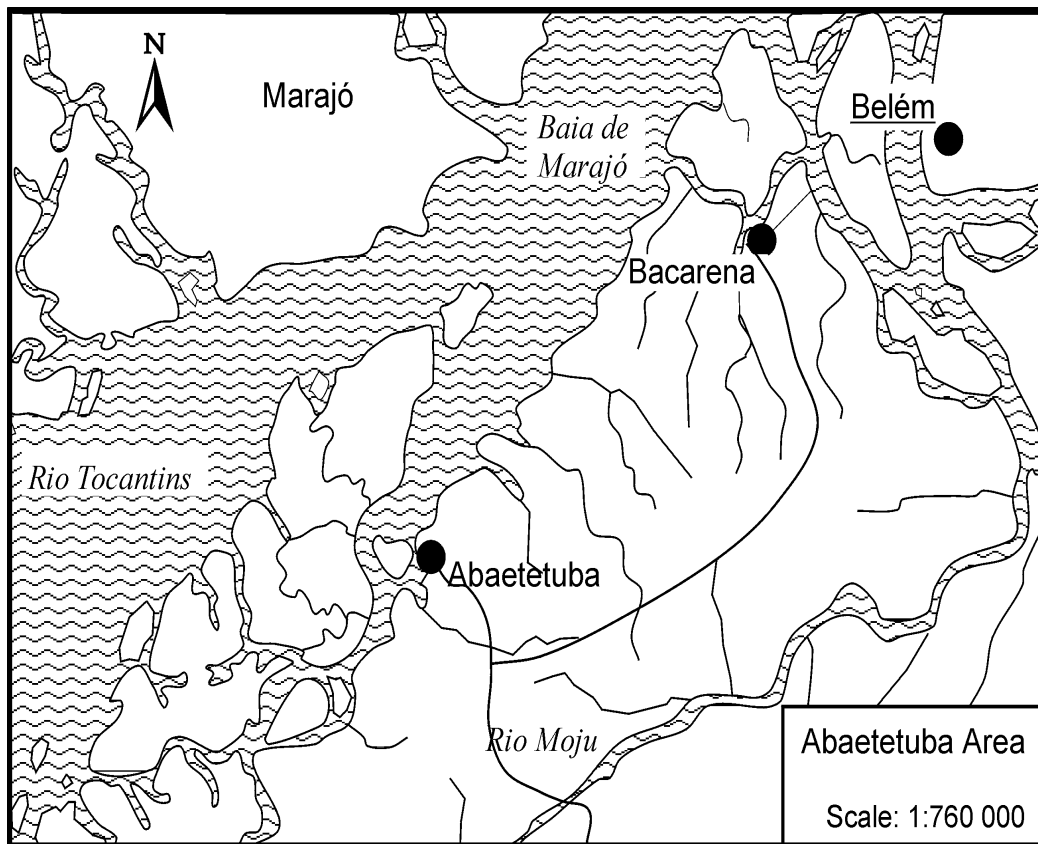 N
Marajó
Belém
Baia de
Marajó
Bacarena
Rio Tocantins
Abaetetuba
Rio Moju
Abaetetuba Area
Scale: 1:760 000